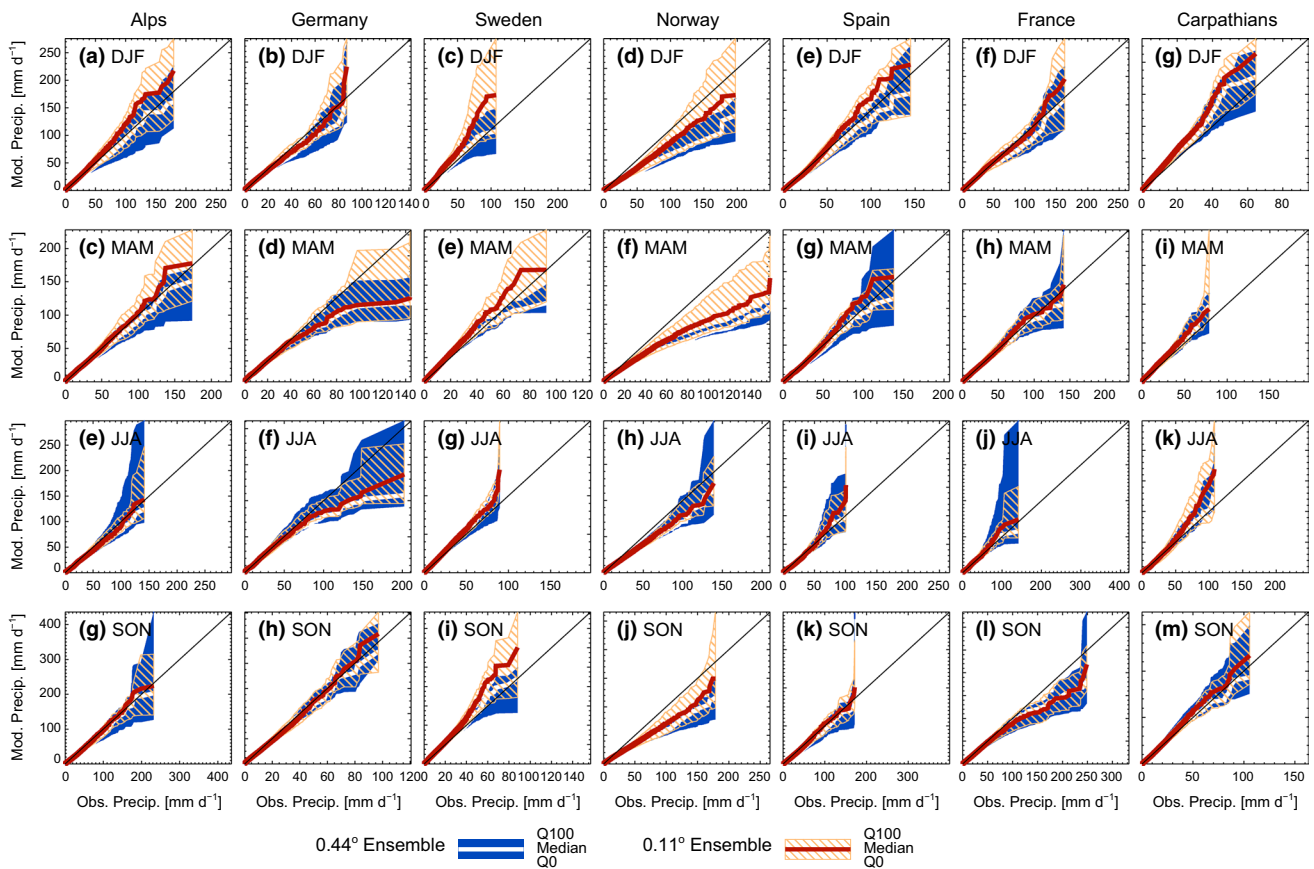 Alps Germany Sweden Norway Spain France Carpathians
Mod. Precip. [mm d−1]
250 200 150 100 50 0
(a) DJF (b) DJF (c) DJF (d) DJF (e) DJF (f) DJF (g) DJF
0 50 100 150 200 250 0 20 40 60 80 100 120 140 0 50 100 150 200 0 50 100 150 200 250 0 50 100 150 0 50 100 150 200 250 0 20 40 60 80
Mod. Precip. [mm d−1]
200 150 100 50 0
(c) MAM (d) MAM (e) MAM (f) MAM (g) MAM (h) MAM (i) MAM
0 50 100 150 200 0 20 40 60 80 100 120 140 0 50 100 150 0 20 40 60 80 100 120 140 0 50 100 150 200 0 50 100 150 200 0 50 100 150
Mod. Precip. [mm d−1]
250 200 150 100 50 0
(e) JJA (f) JJA (g) JJA (h) JJA (i) JJA (j) JJA (k) JJA
0 50 100 150 200 250 0 50 100 150 200 0 50 100 150 0 50 100 150 200 250 0 50 100 150 200 250 0 100 200 300 400 0 50 100 150 200
Mod. Precip. [mm d−1]
400 300 200 100 0
(g) SON (h) SON (i) SON (j) SON (k) SON (l) SON (m) SON
0 100 200 300 400 0 20 40 60 80 100 120 0 20 40 60 80 100 120 140 0 50 100 150 200 250 0 100 200 300 0 50 100 150 200 250 300 0 50 100 150
Obs. Precip. [mm d−1] Obs. Precip. [mm d−1] Obs. Precip. [mm d−1] Obs. Precip. [mm d−1] Obs. Precip. [mm d−1] Obs. Precip. [mm d−1] Obs. Precip. [mm d−1]
0.44° Ensemble
Q100
Median
Q0
0.11° Ensemble
Q100
Median
Q0